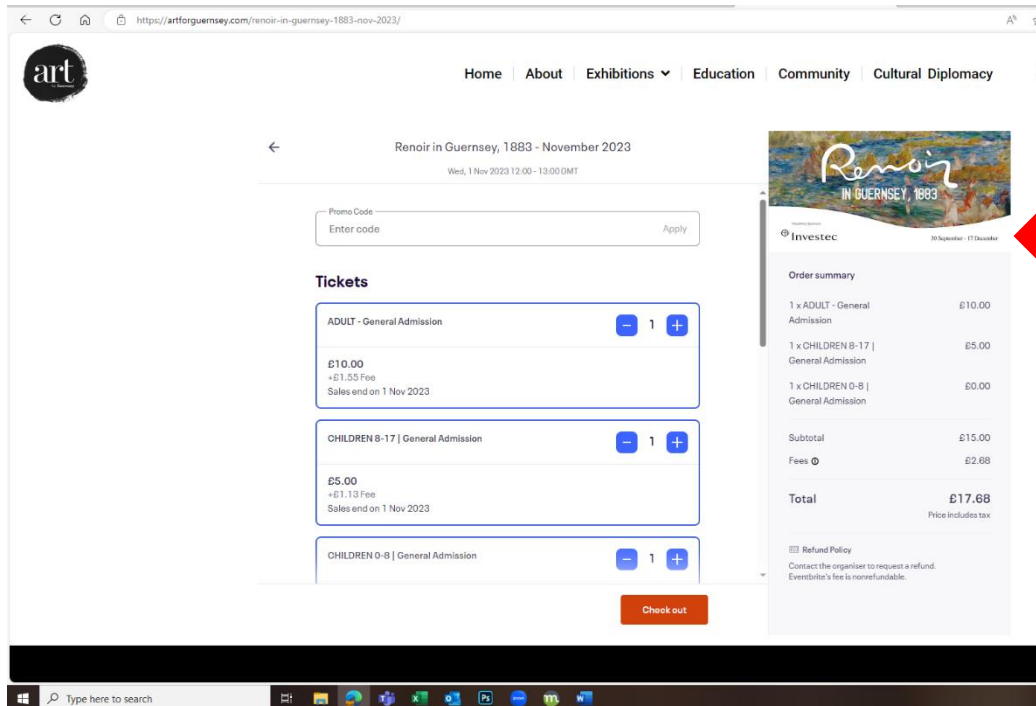 https://artforguernsey.com/renoir-in-guernsey-1883-nov-2023/
art
Home About Exhibitions Education Community Cultural Diplomacy
Renoir in Guernsey, 1883 - November 2023
Wed, 1 Nov 2023 12:00 - 13:00 GMT
Promo Code
Enter code Apply
Tickets
ADULT - General Admission 1
£10.00
+£1.55 Fee
Sales end on 1 Nov 2023
CHILDREN 8-17 | General Admission 1
£5.00
+£1.13 Fee
Sales end on 1 Nov 2023
CHILDREN 0-8 | General Admission 1
Check out
Renoir
IN GUERNSEY, 1883
Investec
30 September - 17 December
Order summary
1 x ADULT - General £10.00
Admission
1 x CHILDREN 8-17 | £5.00
General Admission
1 x CHILDREN 0-8 | £0.00
General Admission
Subtotal £15.00
Fees £2.68
Total £17.68
Price includes tax
Refund Policy
Contact the organiser to request a refund.
Eventbrite's fee is nonrefundable.
Type here to search